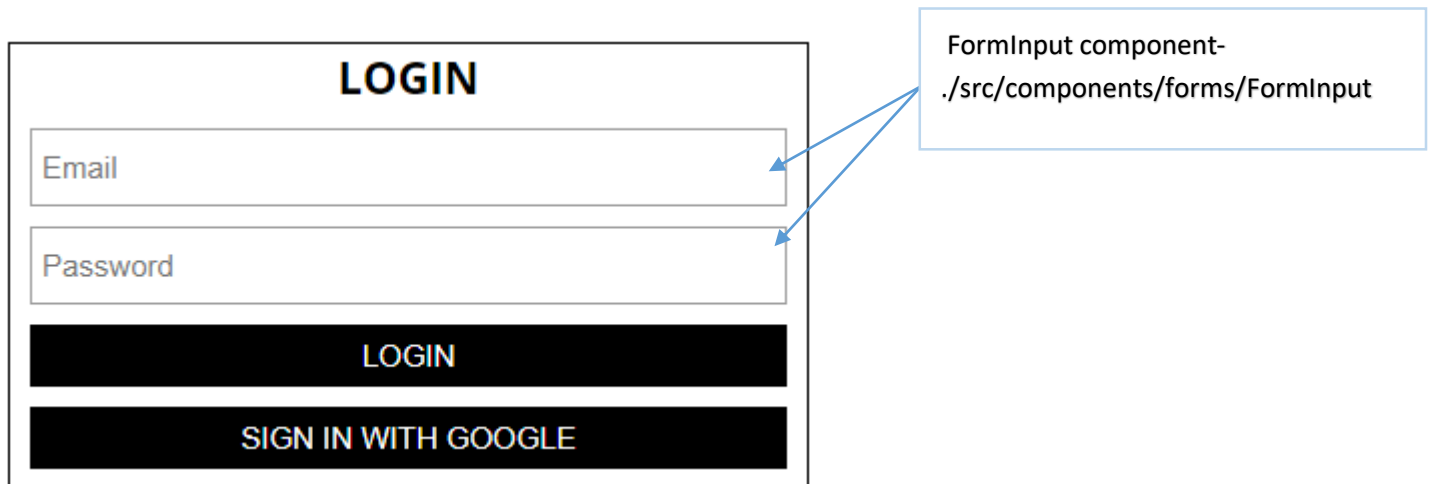 LOGIN
Email
Password
LOGIN
SIGN IN WITH GOOGLE
FormInput component-
./src/components/forms/FormInput